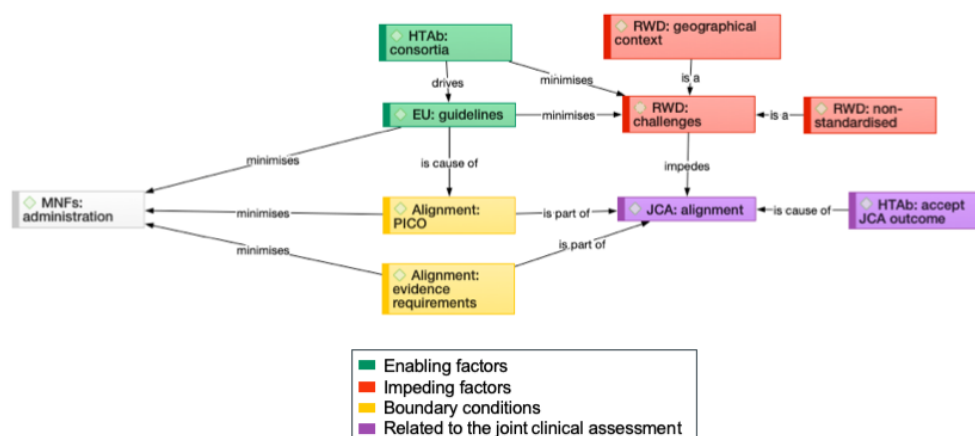 HTAb:
consortia
RWD: geographical
context
drives
minimises
is a
EU: guidelines
minimises
RWD:
challenges
is a
RWD: non-
standardised
minimises
is cause of
impedes
MNFs:
administration
minimises
Alignment:
PICO
is part of
JCA: alignment
is cause of
HTAb: accept
JCA outcome
minimises
is part of
Alignment:
evidence
requirements
Enabling factors
Impeding factors
Boundary conditions
Related to the joint clinical assessment